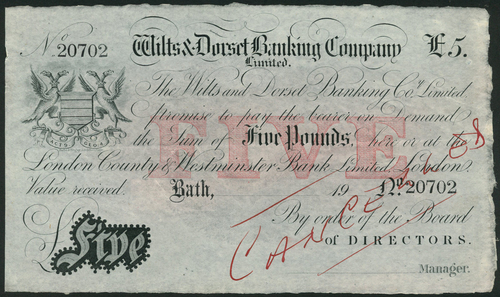 No 20702 Wilts & Dorset Banking Company £5.
Limited.
The Wilts and Dorset Banking Coy. Limited
promise to pay the bearer on Demand
the Sum of Five Pounds, here or at the
London County & Westminster Bank Limited, London.
Value received. Bath, 19 No 20702
FIVE
By order of the Board
of DIRECTORS.
£ Five
Manager.